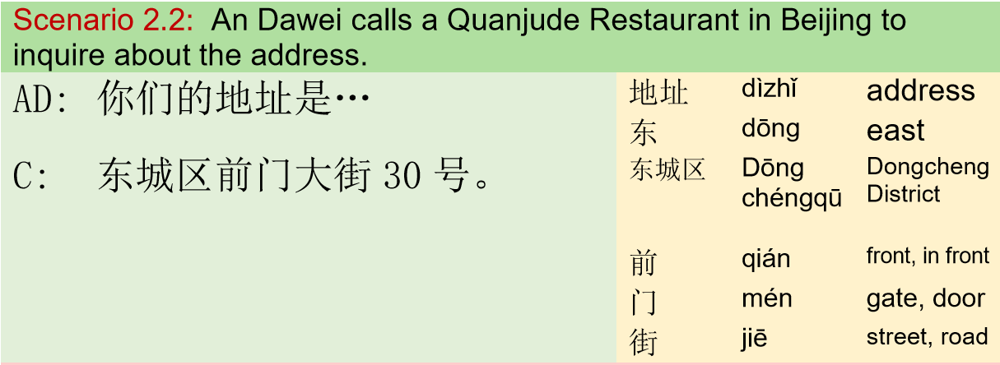 Scenario 2.2: An Dawei calls a Quanjude Restaurant in Beijing to
inquire about the address.
AD: 你们的地址是…
C: 东城区前门大街 30 号。
地址 dìzhǐ address
东 dōng east
东城区 Dōng chéngqū Dongcheng District
前 qián front, in front
门 mén gate, door
街 jiē street, road